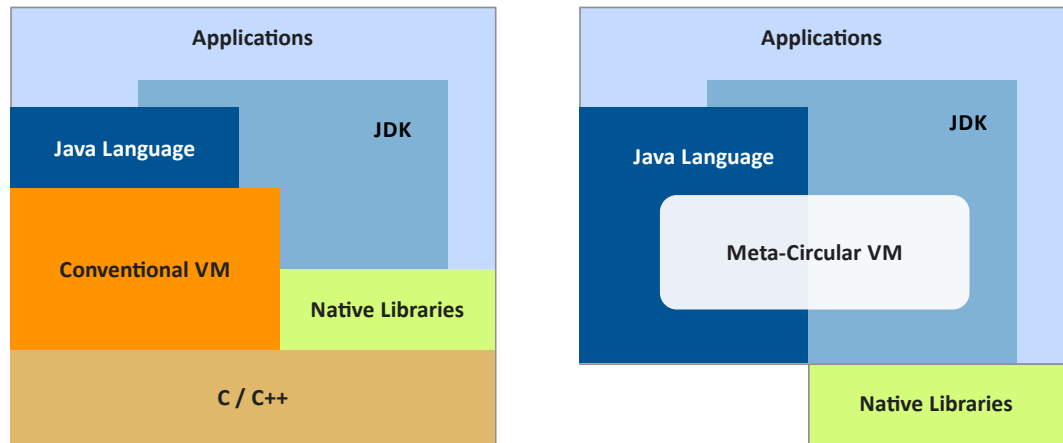 Applications
JDK
Java Language
Conventional VM
Native Libraries
C / C++
Applications
JDK
Java Language
Meta-Circular VM
Native Libraries